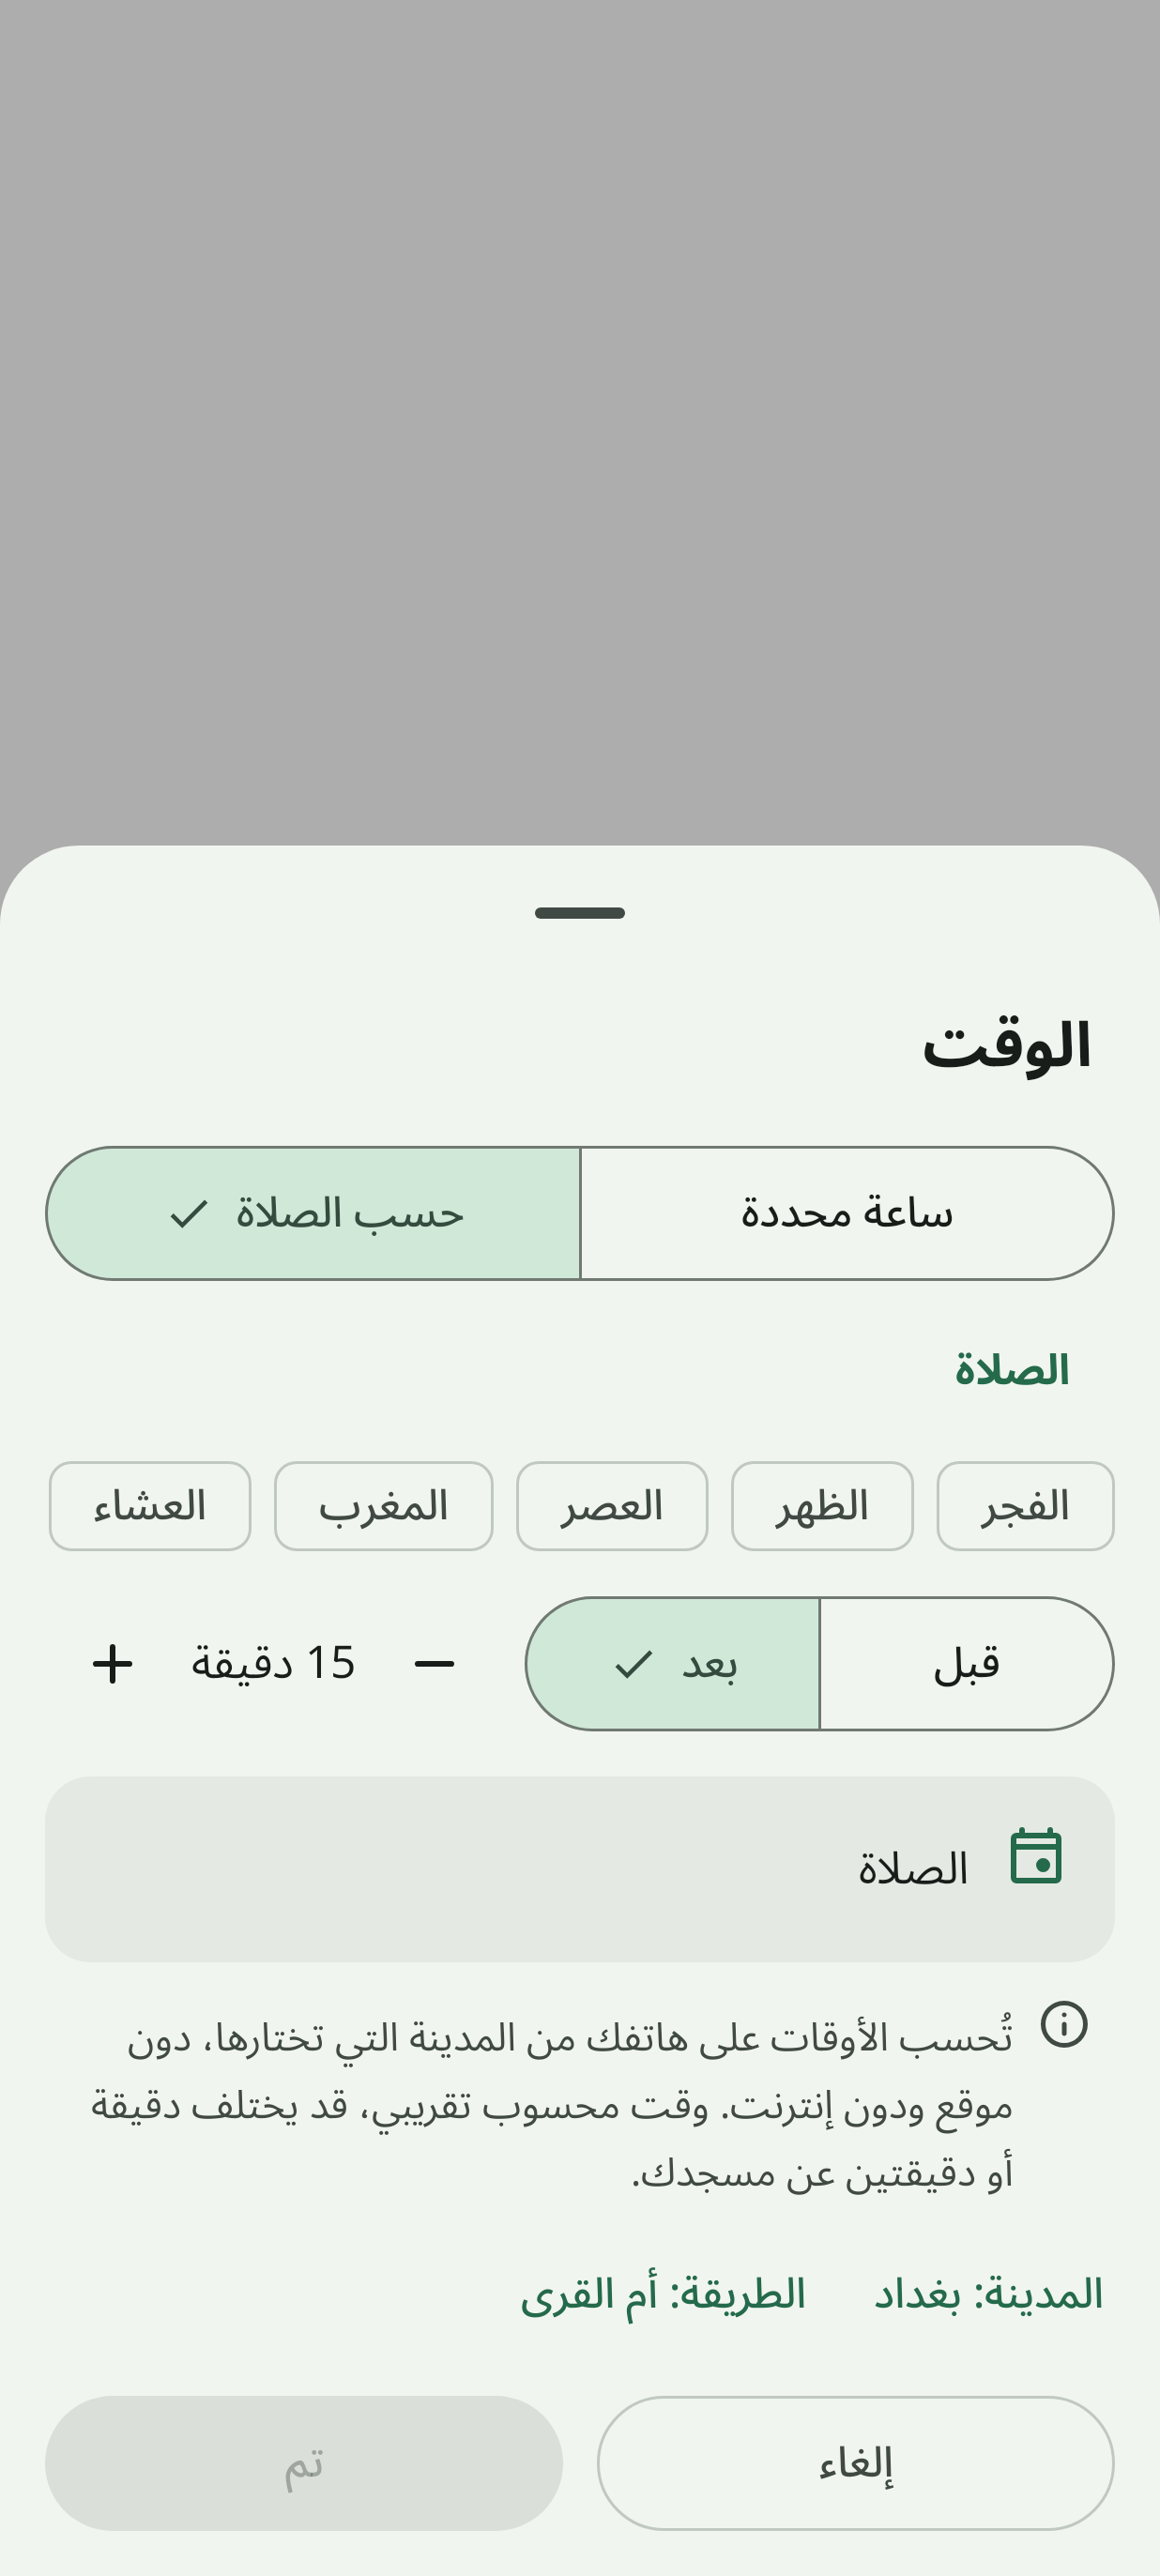 الوقت
ساعة محددة
حسب الصلاة
الصلاة
الفجر
الظهر
العصر
المغرب
العشاء
قبل
بعد
15 دقيقة
الصلاة
تُحسب الأوقات على هاتفك من المدينة التي تختارها، دون
موقع ودون إنترنت. وقت محسوب تقريبي، قد يختلف دقيقة
أو دقيقتين عن مسجدك.
المدينة: بغداد
الطريقة: أم القرى
إلغاء
تم